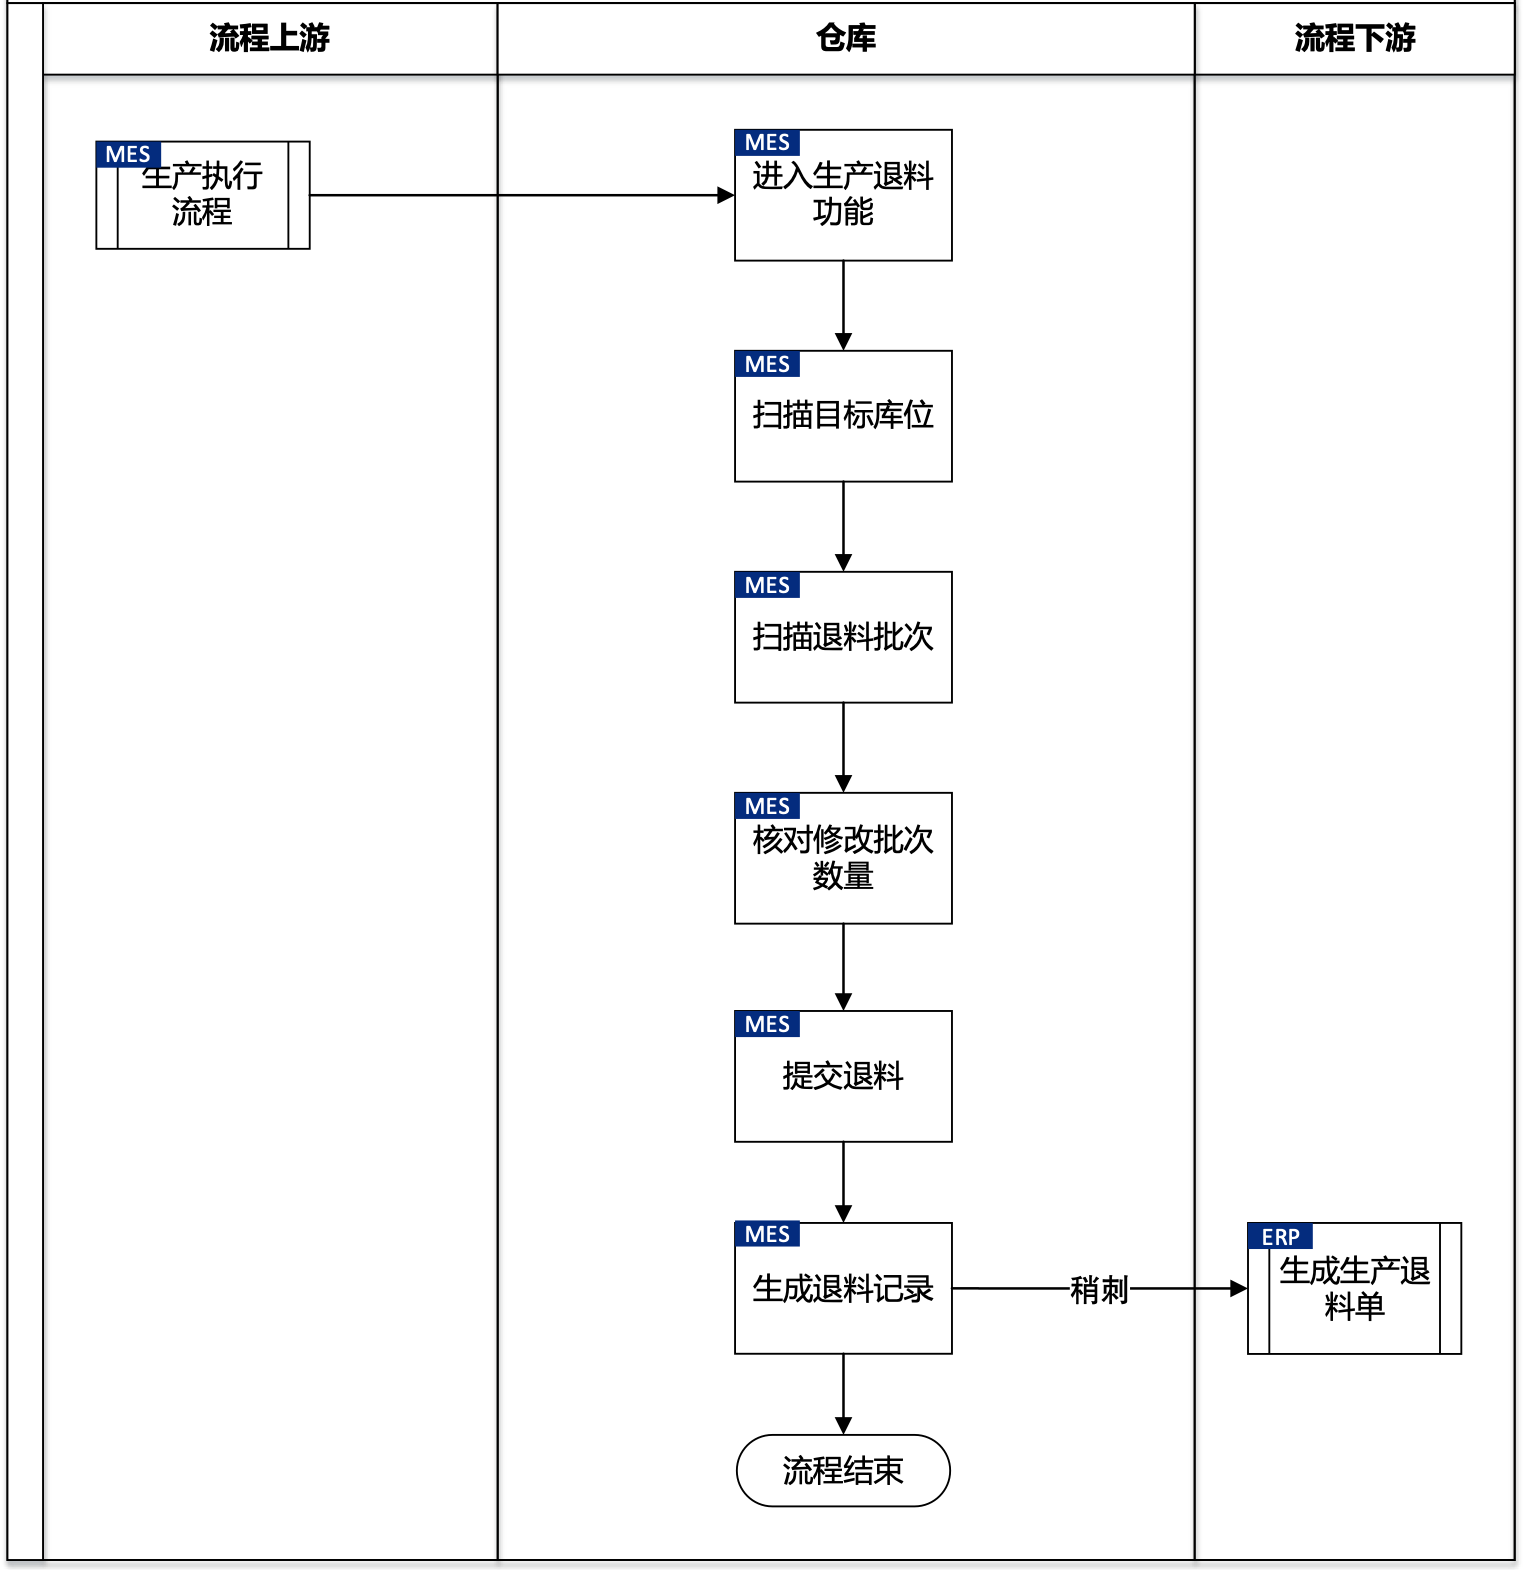 流程上游
仓库
流程下游
MES
生产执行
流程
MES
进入生产退料
功能
MES
扫描目标库位
MES
扫描退料批次
MES
核对修改批次
数量
MES
提交退料
MES
生成退料记录
稍刺
ERP
生成生产退
料单
流程结束